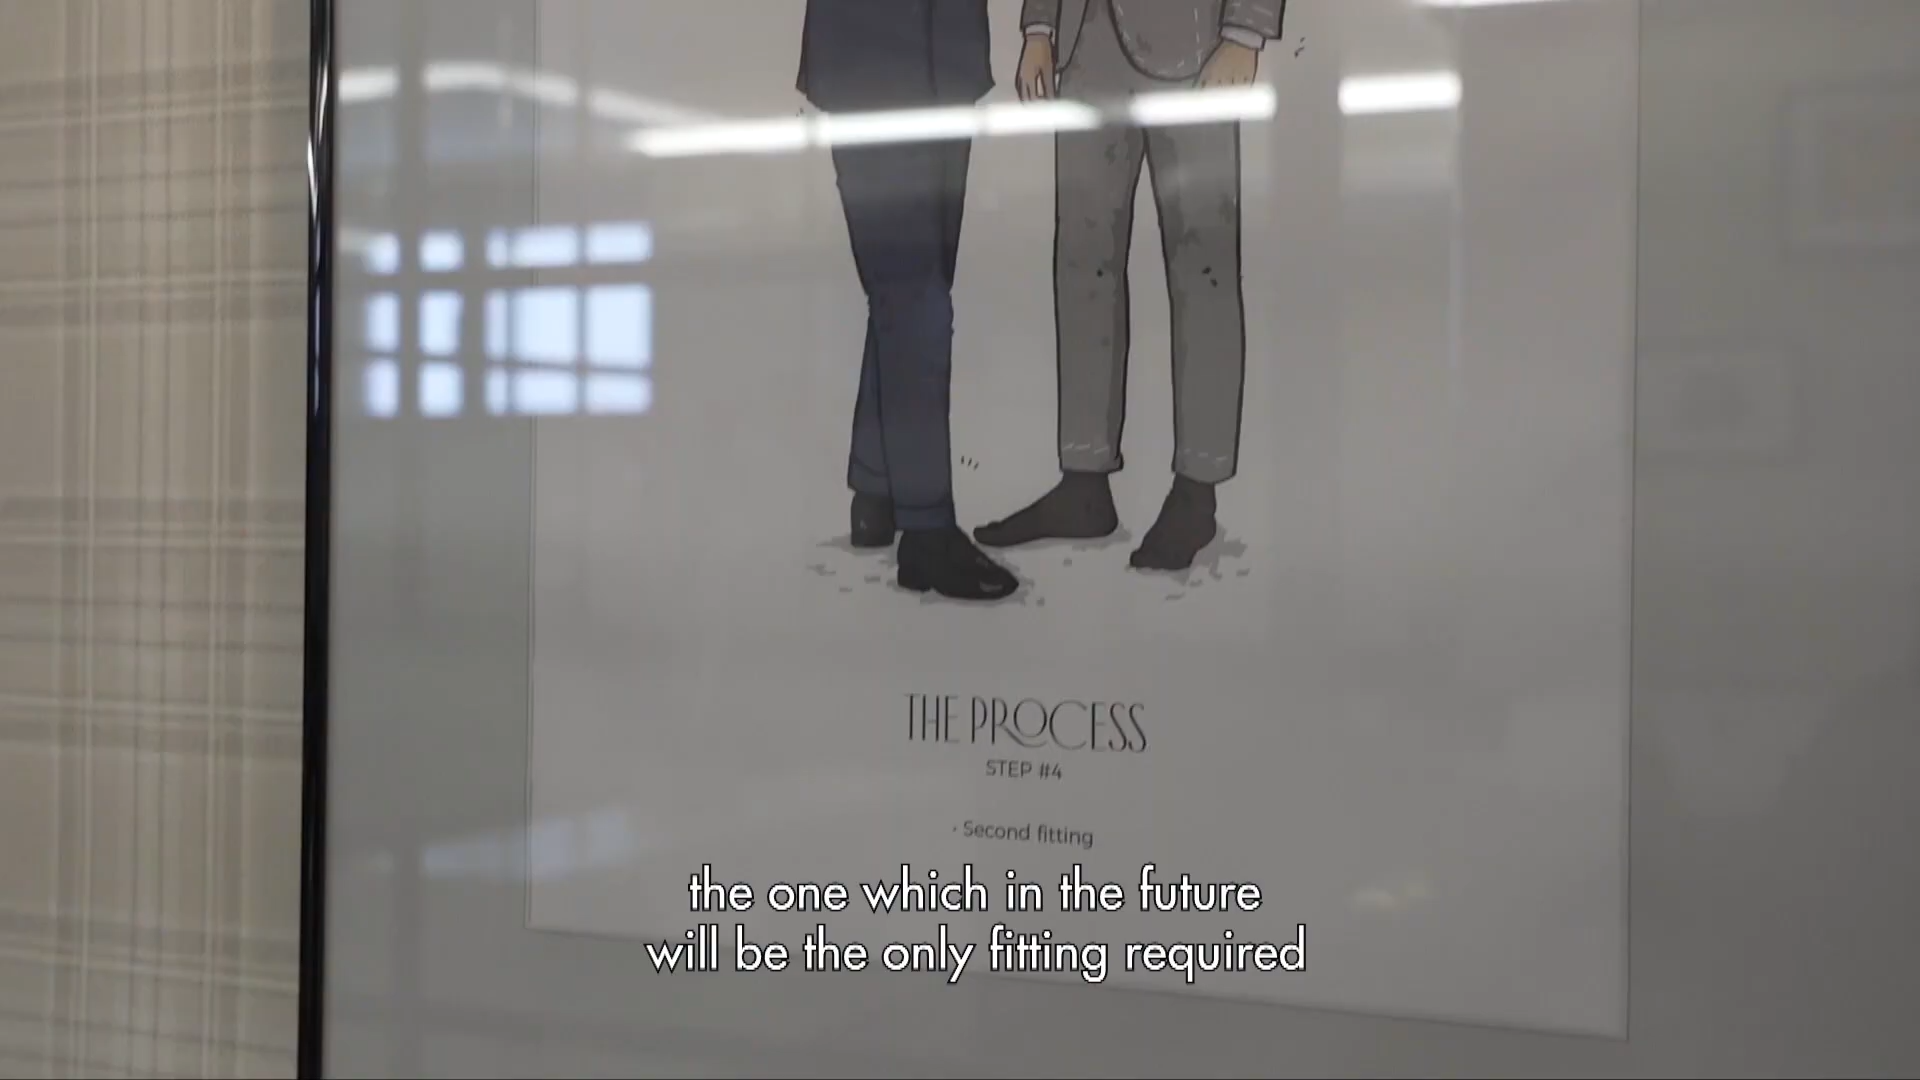 THE PROCESS
STEP #4
· Second fitting
the one which in the future
will be the only fitting required